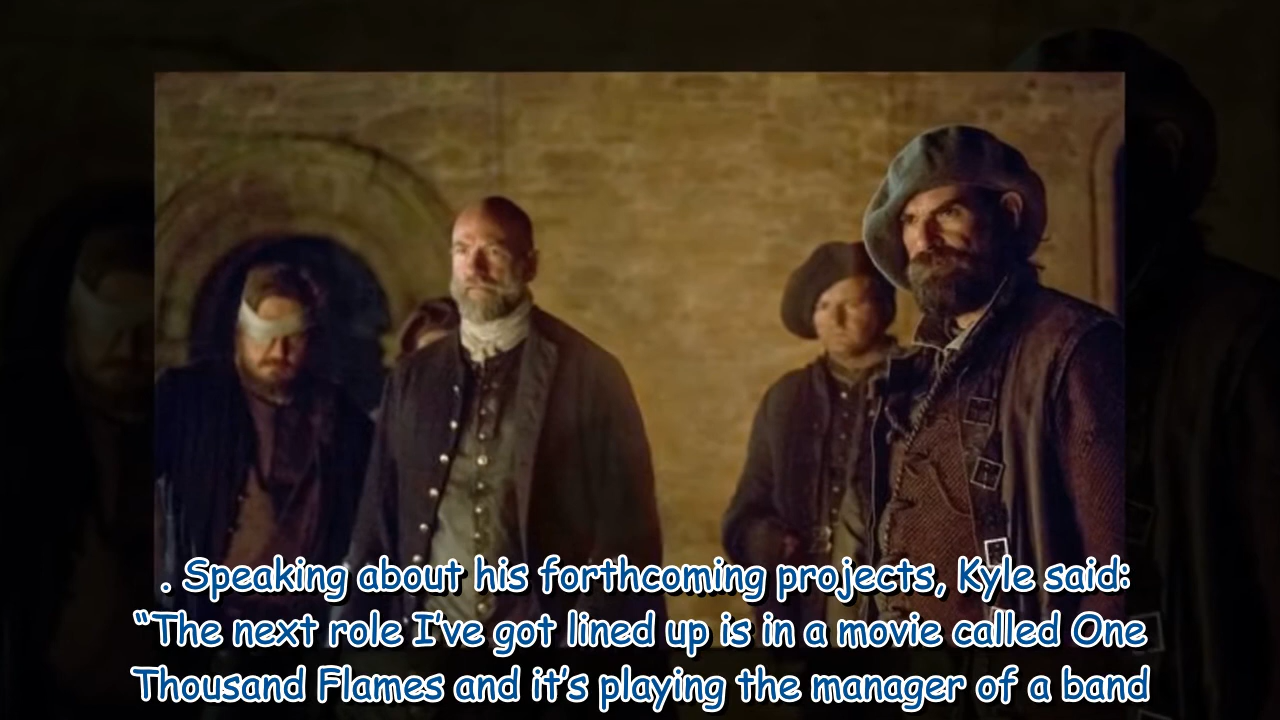 . Speaking about his forthcoming projects, Kyle said:
“The next role I’ve got lined up is in a movie called One
Thousand Flames and it’s playing the manager of a band